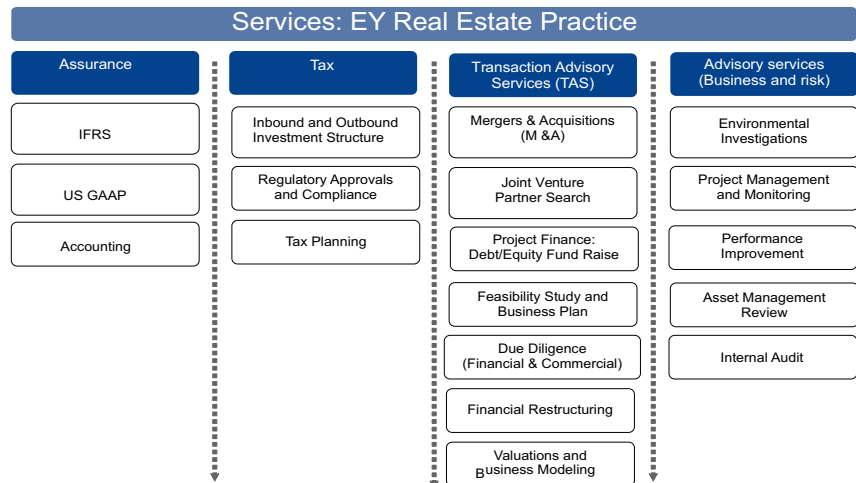 Services: EY Real Estate Practice
Assurance
IFRS
US GAAP
Accounting
Tax
Inbound and Outbound
Investment Structure
Regulatory Approvals
and Compliance
Tax Planning
Transaction Advisory
Services (TAS)
Mergers & Acquisitions
(M &A)
Joint Venture
Partner Search
Project Finance:
Debt/Equity Fund Raise
Feasibility Study and
Business Plan
Due Diligence
(Financial & Commercial)
Financial Restructuring
Valuations and
Business Modeling
Advisory services
(Business and risk)
Environmental
Investigations
Project Management
and Monitoring
Performance
Improvement
Asset Management
Review
Internal Audit